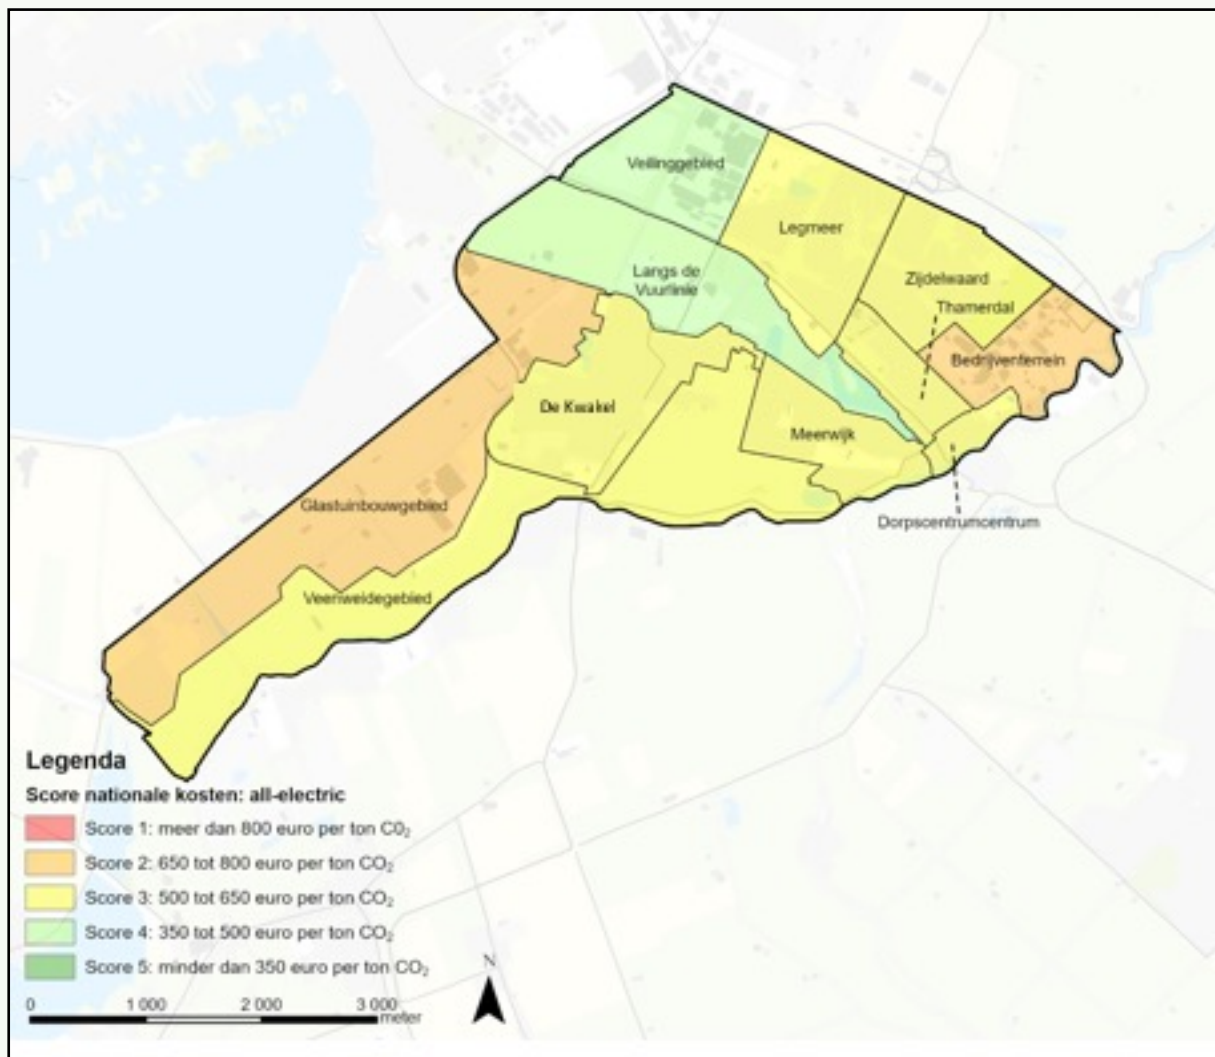 Veilinggebied
Legmeer
Langs de
Vuurlinie
Zijdelwaard
Thamerdal
Bedrijventerrein
De Kwakel
Meerwijk
Glastuinbouwgebied
Dorpscentrumcentrum
Veenweidegebied
Legenda
Score nationale kosten: all-electric
Score 1: meer dan 800 euro per ton C0₂
Score 2: 650 tot 800 euro per ton CO₂
Score 3: 500 tot 650 euro per ton CO₂
Score 4: 350 tot 500 euro per ton CO₂
Score 5: minder dan 350 euro per ton CO₂
N
0 1 000 2 000 3 000
meter